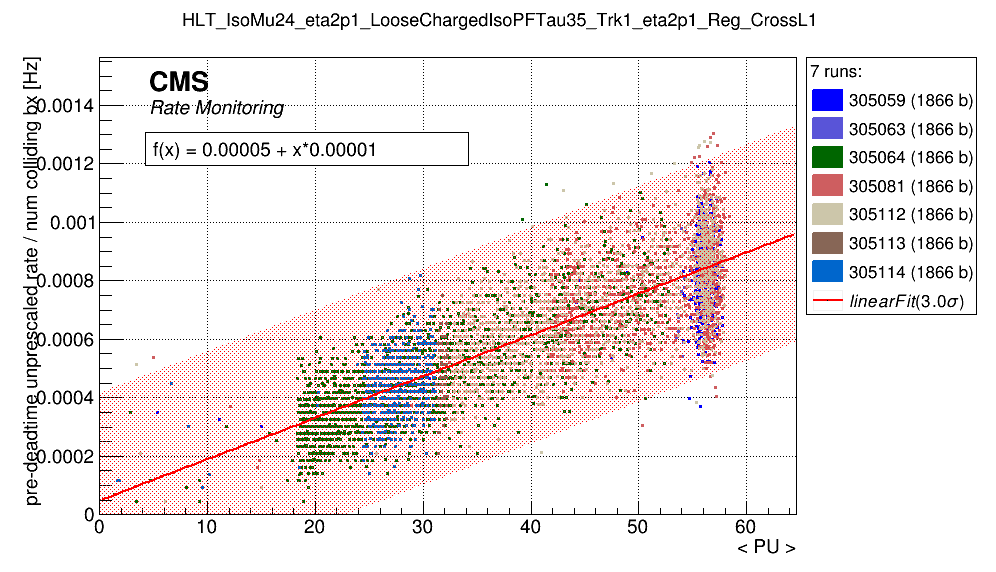 HLT_IsoMu24_eta2p1_LooseChargedIsoPFTau35_Trk1_eta2p1_Reg_CrossL1
pre-deadtime unprescaled rate / num colliding bx [Hz]
CMS
Rate Monitoring
f(x) = 0.00005 + x*0.00001
0.0014
0.0012
0.001
0.0008
0.0006
0.0004
0.0002
0
0 10 20 30 40 50 60
< PU >
7 runs:
305059 (1866 b)
305063 (1866 b)
305064 (1866 b)
305081 (1866 b)
305112 (1866 b)
305113 (1866 b)
305114 (1866 b)
linearFit(3.0σ)